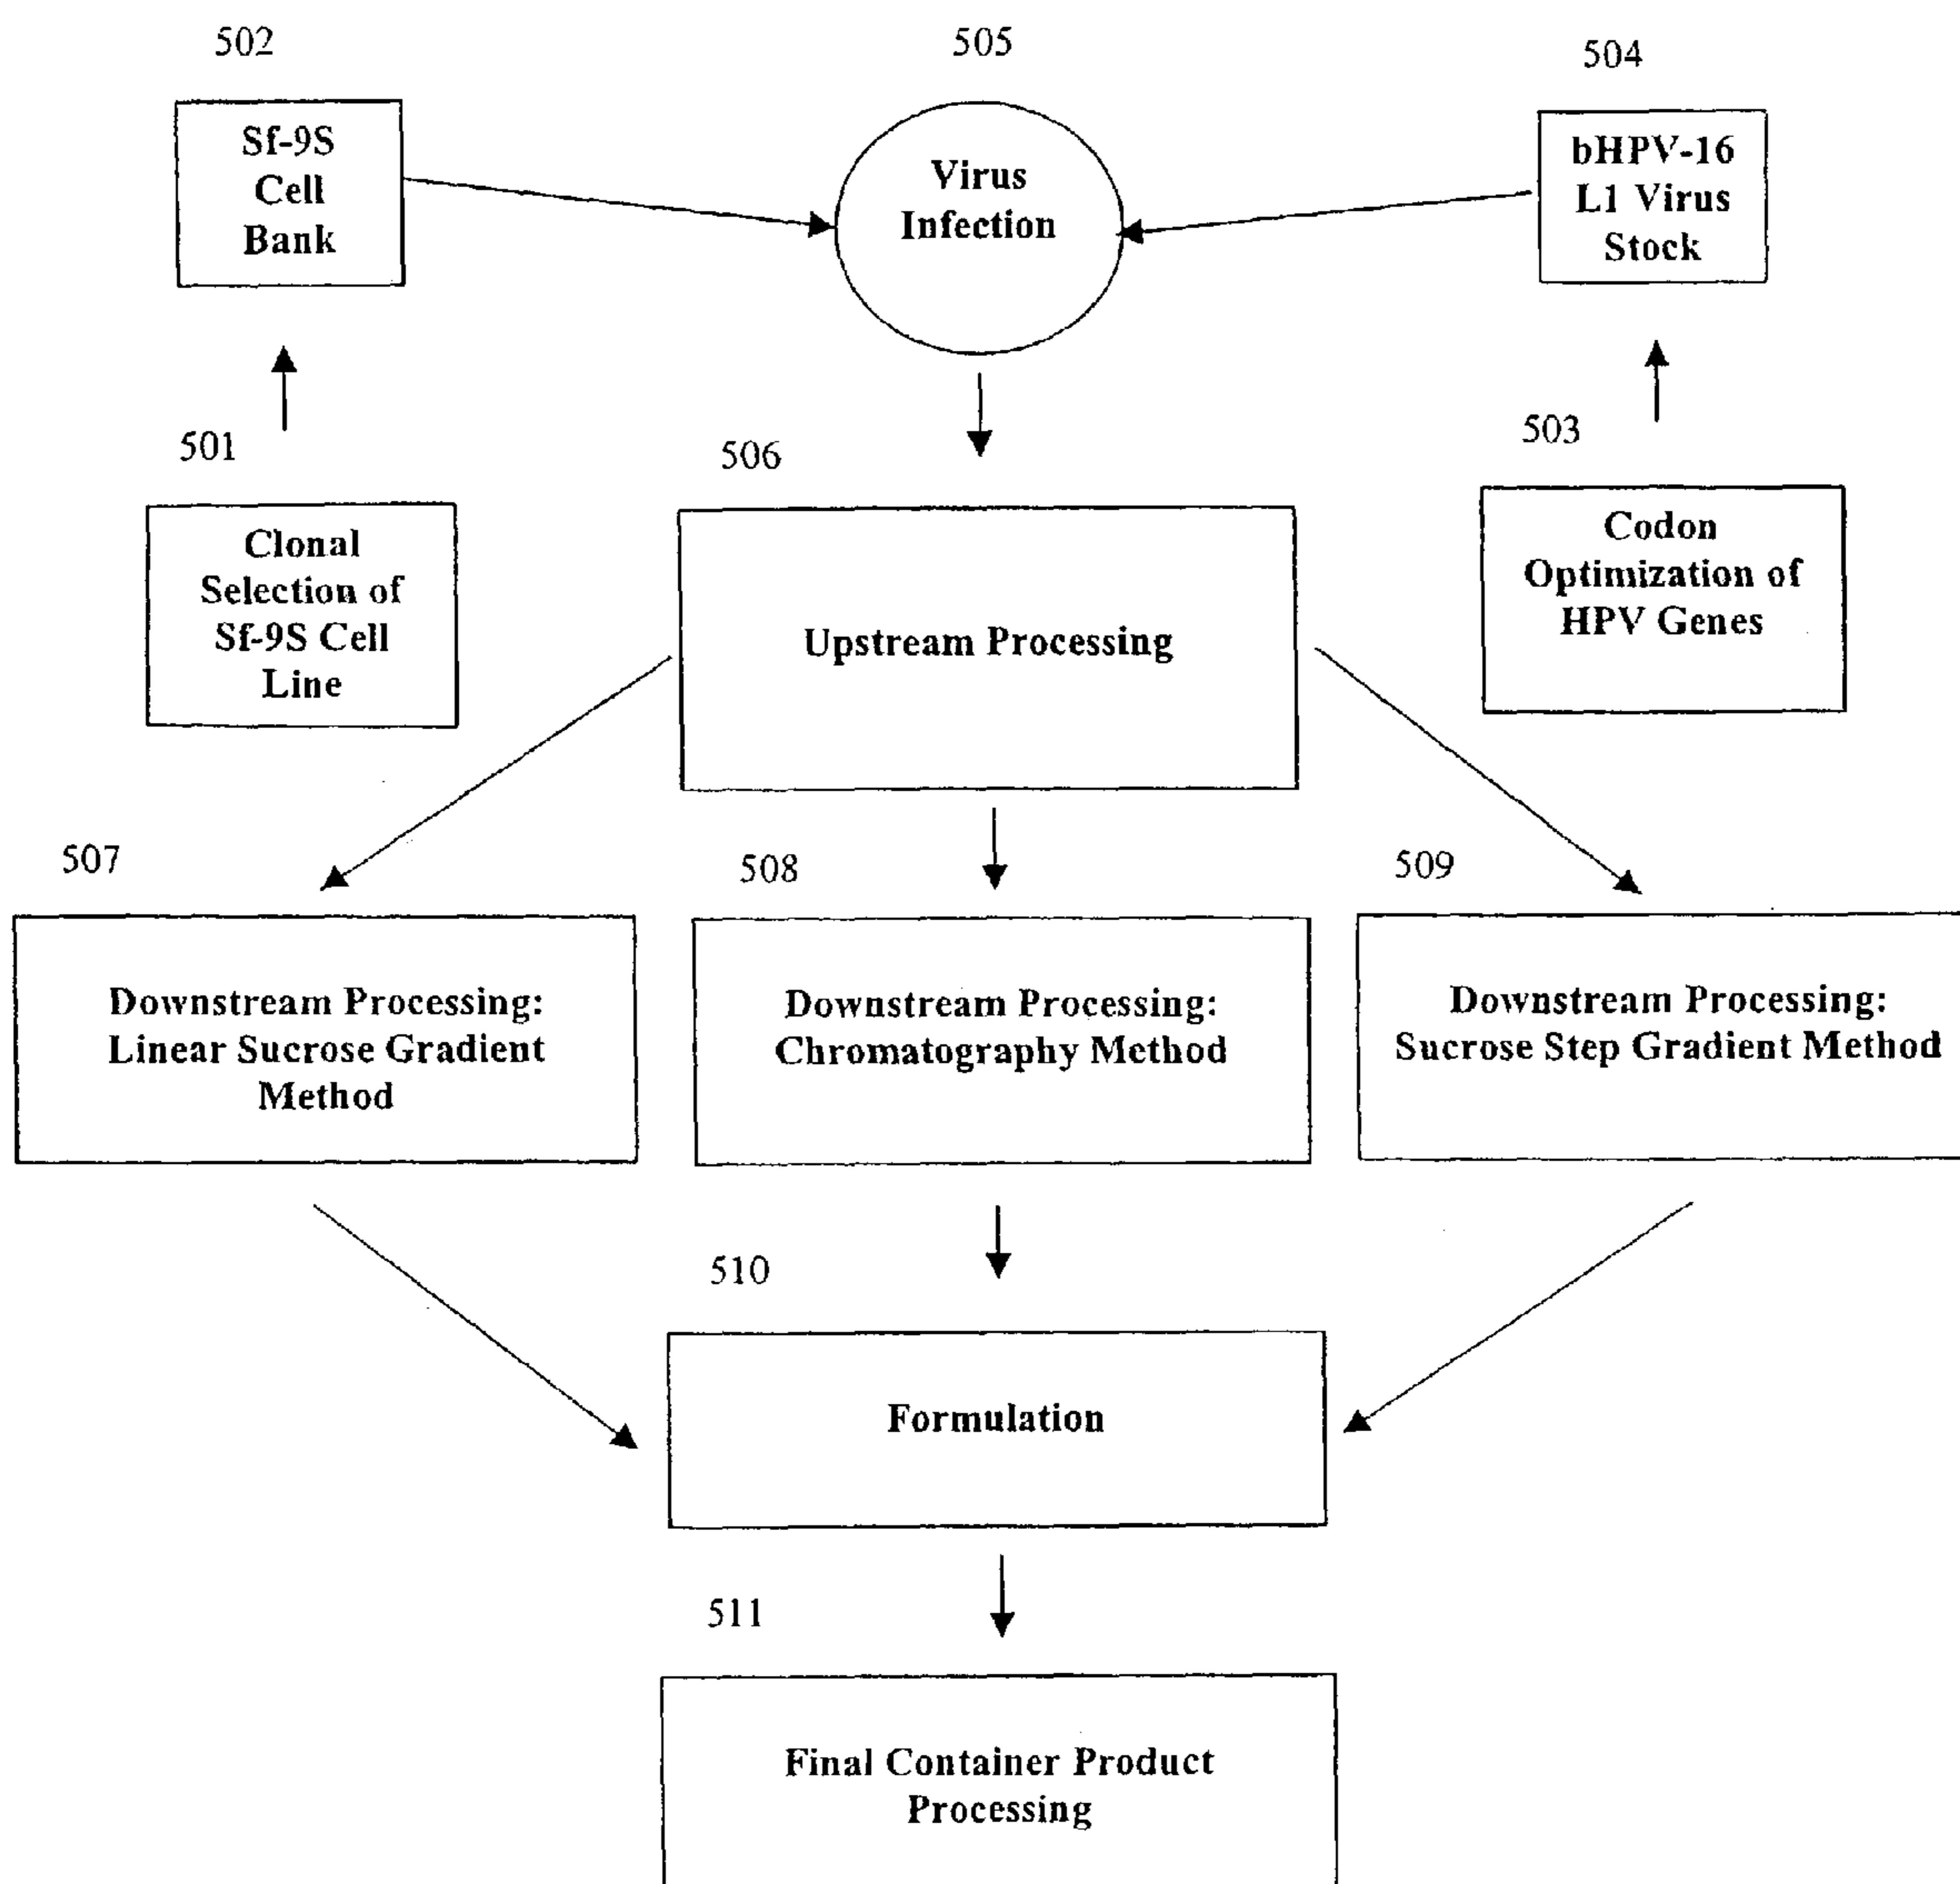 502
505
504
Sf-9S
Cell
Bank
Virus
Infection
bHPV-16
L1 Virus
Stock
501
506
503
Clonal
Selection of
Sf-9S Cell
Line
Upstream Processing
Codon
Optimization of
HPV Genes
507
508
509
Downstream Processing:
Linear Sucrose Gradient
Method
Downstream Processing:
Chromatography Method
Downstream Processing:
Sucrose Step Gradient Method
510
Formulation
511
Final Container Product
Processing